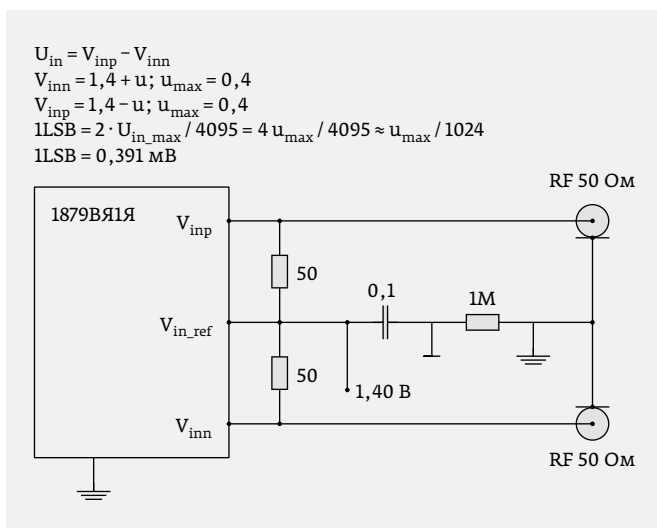 U_in = V_inp − V_inn
V_inn = 1,4 + u; u_max = 0,4
V_inp = 1,4 − u; u_max = 0,4
1LSB = 2 · U_in_max / 4095 = 4 u_max / 4095 ≈ u_max / 1024
1LSB = 0,391 мВ
RF 50 Ом
1879ВЯ1Я
V_inp
50
0,1
1М
V_in_ref
50
1,40 В
V_inn
RF 50 Ом